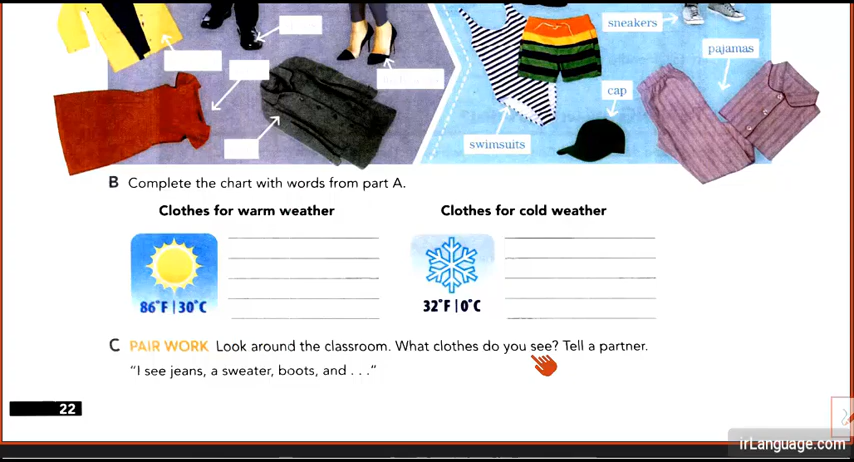 sneakers
pajamas
cap
swimsuits
B Complete the chart with words from part A.
Clothes for warm weather
Clothes for cold weather
86°F | 30°C
32°F | 0°C
C PAIR WORK Look around the classroom. What clothes do you see? Tell a partner.
"I see jeans, a sweater, boots, and . . ."
22
irLanguage.com